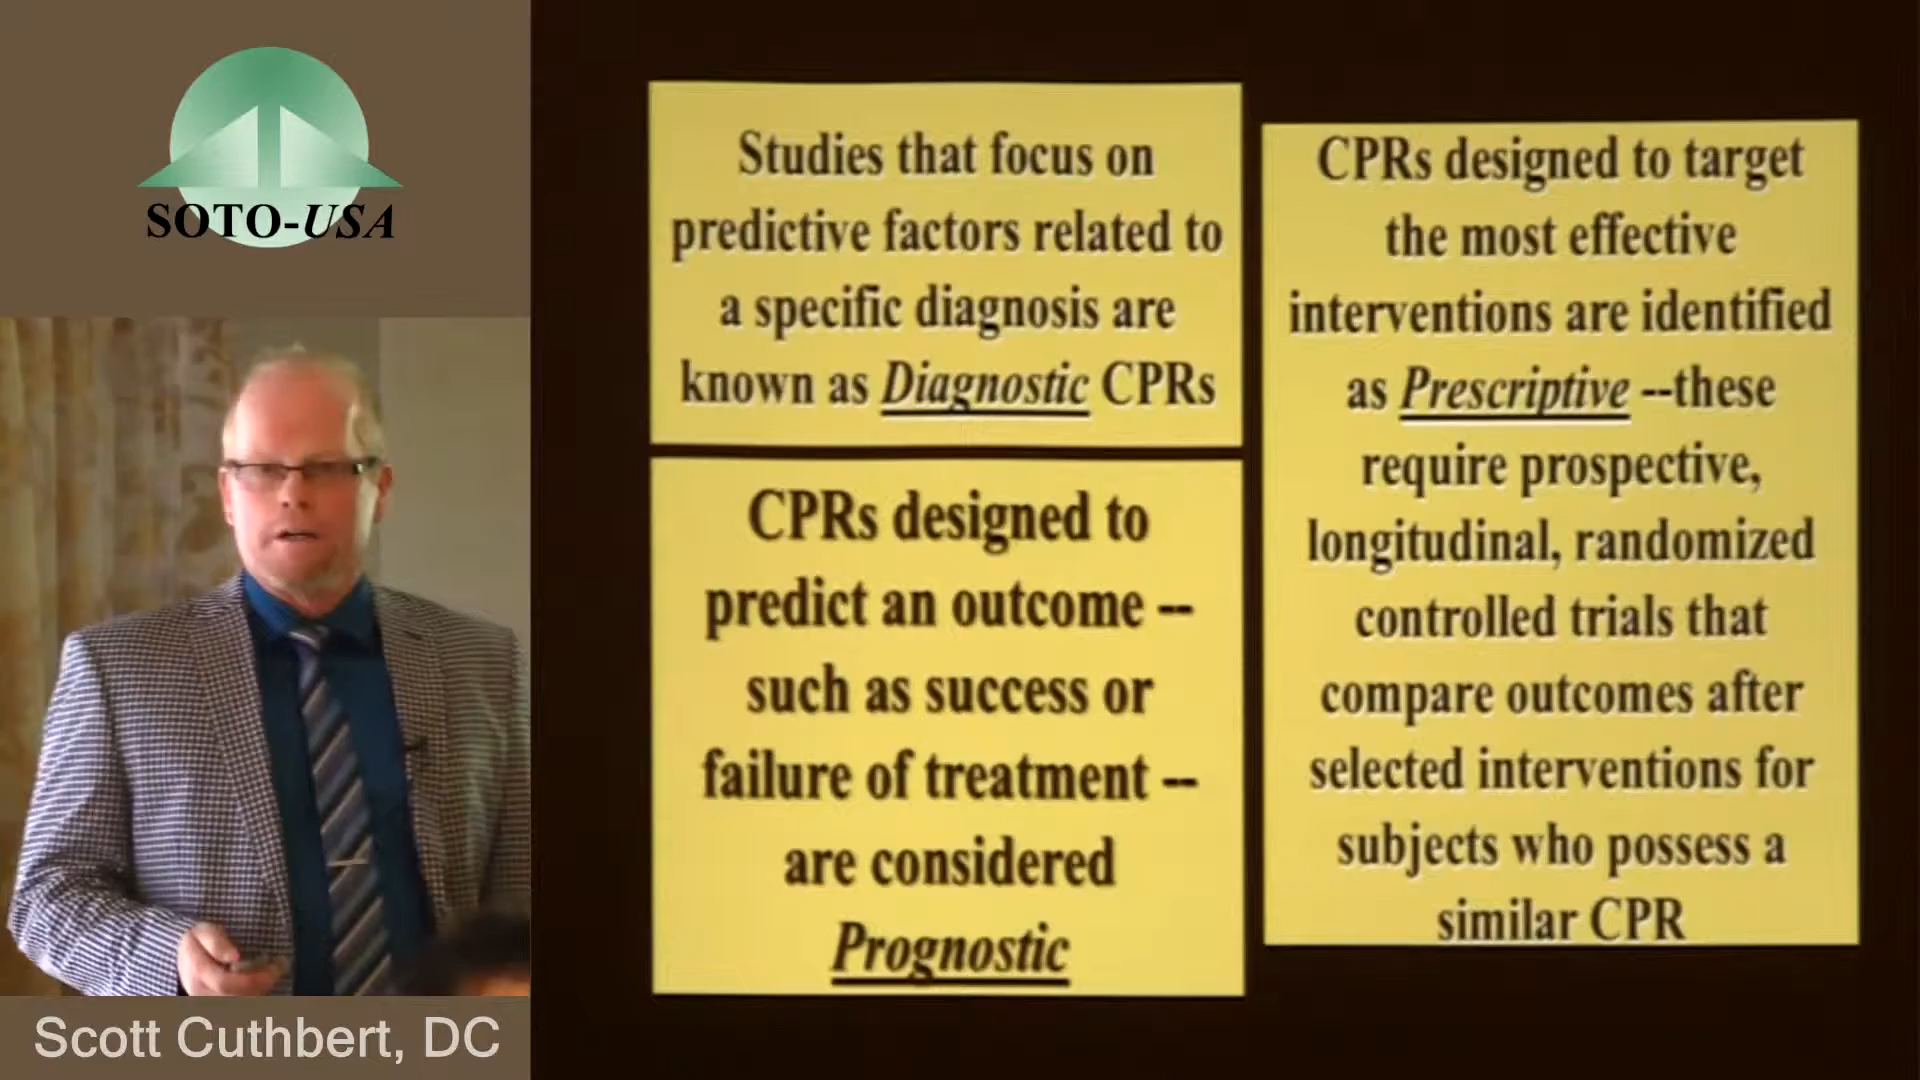 SOTO-USA
Scott Cuthbert, DC
Studies that focus on
predictive factors related to
a specific diagnosis are
known as Diagnostic CPRs
CPRs designed to
predict an outcome --
such as success or
failure of treatment --
are considered
Prognostic
CPRs designed to target
the most effective
interventions are identified
as Prescriptive --these
require prospective,
longitudinal, randomized
controlled trials that
compare outcomes after
selected interventions for
subjects who possess a
similar CPR